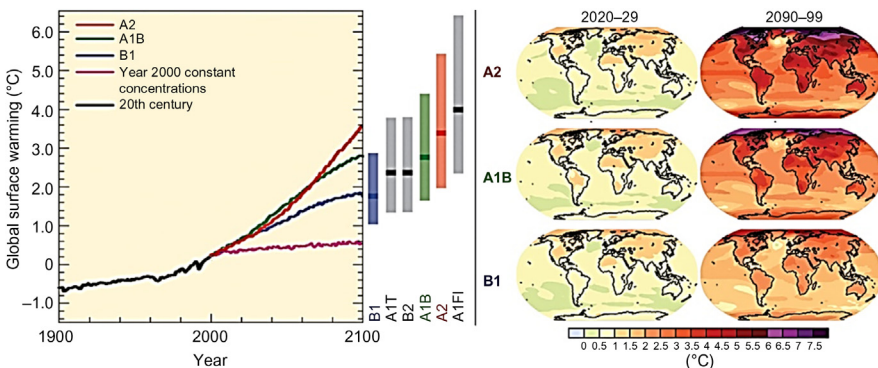 A2
A1B
B1
Year 2000 constant
concentrations
20th century
Global surface warming (°C)
6.0
5.0
4.0
3.0
2.0
1.0
0
–1.0
1900
2000
2100
Year
B1
A1T
B2
A1B
A2
A1FI
2020–29
2090–99
A2
A1B
B1
0 0.5 1 1.5 2 2.5 3 3.5 4 4.5 5 5.5 6 6.5 7 7.5
(°C)